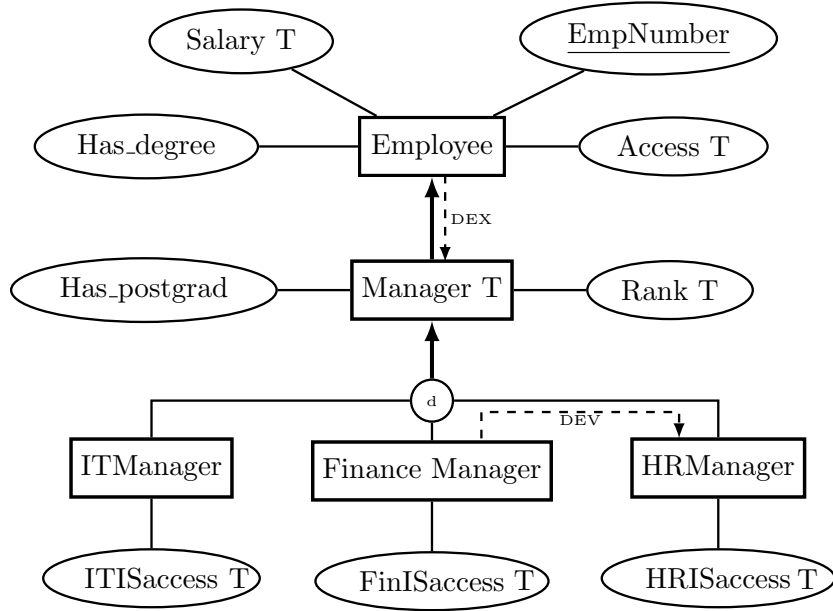 Salary T
EmpNumber
Has_degree
Employee
Access T
DEX
Has_postgrad
Manager T
Rank T
d
DEV
ITManager
Finance Manager
HRManager
ITISaccess T
FinISaccess T
HRISaccess T